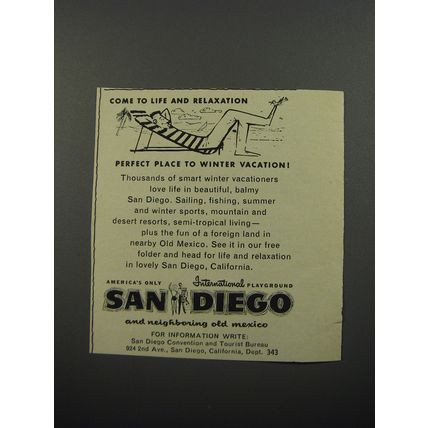 COME TO LIFE AND RELAXATION
PERFECT PLACE TO WINTER VACATION!
Thousands of smart winter vacationers
love life in beautiful, balmy
San Diego. Sailing, fishing, summer
and winter sports, mountain and
desert resorts, semi-tropical living—
plus the fun of a foreign land in
nearby Old Mexico. See it in our free
folder and head for life and relaxation
in lovely San Diego, California.
AMERICA'S ONLY International PLAYGROUND
SAN DIEGO
and neighboring old mexico
FOR INFORMATION WRITE:
San Diego Convention and Tourist Bureau
924 2nd Ave., San Diego, California, Dept. 343